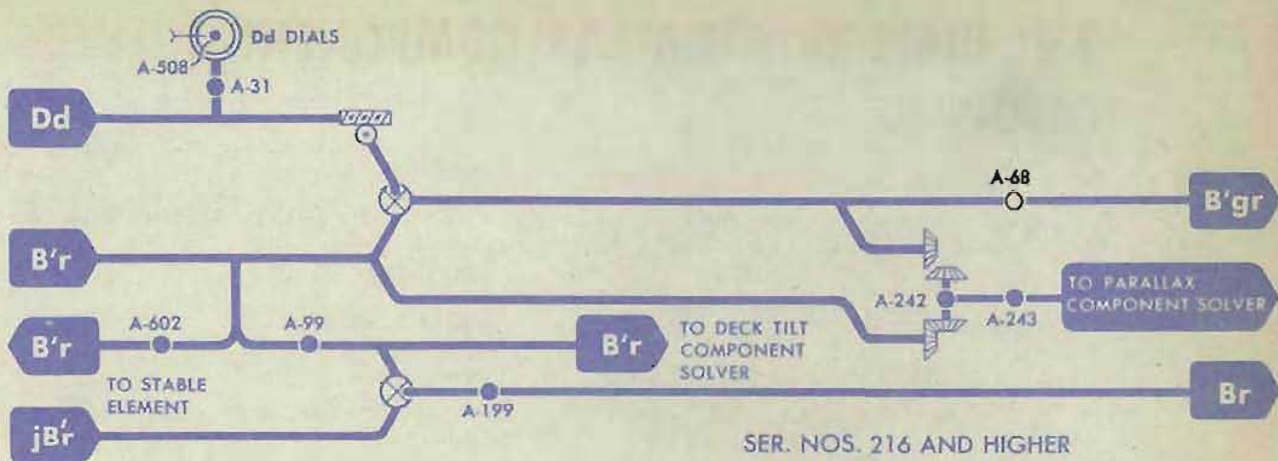 Dd DIALS
A-508
A-31
Dd
A-68
B'gr
B'r
A-242
A-243
TO PARALLAX
COMPONENT SOLVER
B'r
A-602
A-99
B'r
TO DECK TILT
COMPONENT
SOLVER
TO STABLE
ELEMENT
A-199
Br
jB'r
SER. NOS. 216 AND HIGHER